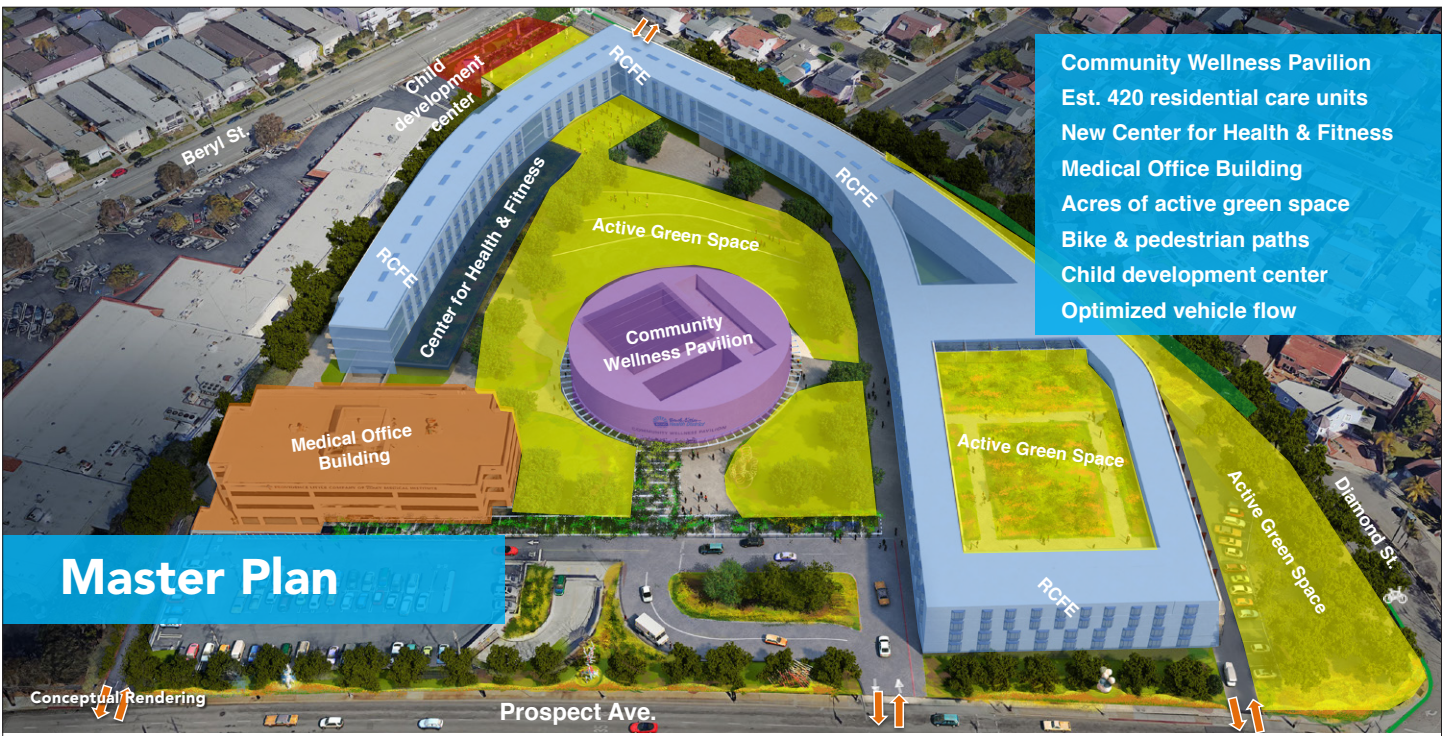 Community Wellness Pavilion
Est. 420 residential care units
New Center for Health & Fitness
Medical Office Building
Acres of active green space
Bike & pedestrian paths
Child development center
Optimized vehicle flow
RCFE
Child
development
center
Beryl St.
RCFE
Center for Health & Fitness
RCFE
Active Green Space
Community
Wellness Pavilion
COMMUNITY WELLNESS PAVILION
Medical Office
Building
Active Green Space
Active Green Space
Diamond St.
RCFE
Master Plan
Conceptual Rendering
Prospect Ave.